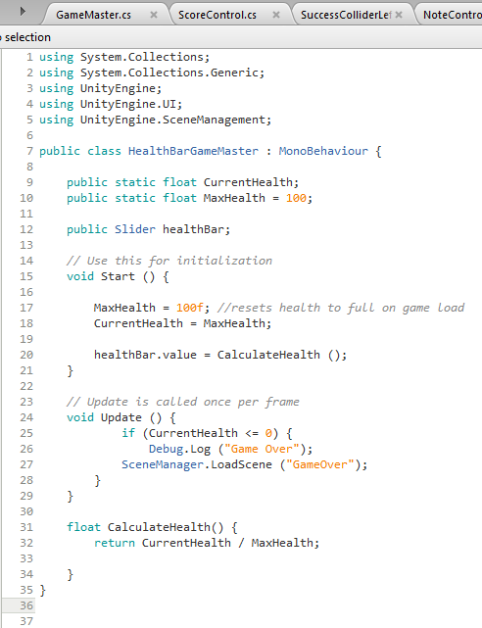 GameMaster.cs × ScoreControl.cs × SuccessColliderLef × NoteContro
selection
1 using System.Collections;
2 using System.Collections.Generic;
3 using UnityEngine;
4 using UnityEngine.UI;
5 using UnityEngine.SceneManagement;
6
7 public class HealthBarGameMaster : MonoBehaviour {
8
9     public static float CurrentHealth;
10     public static float MaxHealth = 100;
11
12     public Slider healthBar;
13
14     // Use this for initialization
15     void Start () {
16
17         MaxHealth = 100f; //resets health to full on game load
18         CurrentHealth = MaxHealth;
19
20         healthBar.value = CalculateHealth ();
21     }
22
23     // Update is called once per frame
24     void Update () {
25             if (CurrentHealth <= 0) {
26                 Debug.Log ("Game Over");
27             SceneManager.LoadScene ("GameOver");
28         }
29     }
30
31     float CalculateHealth() {
32         return CurrentHealth / MaxHealth;
33
34     }
35 }
36
37